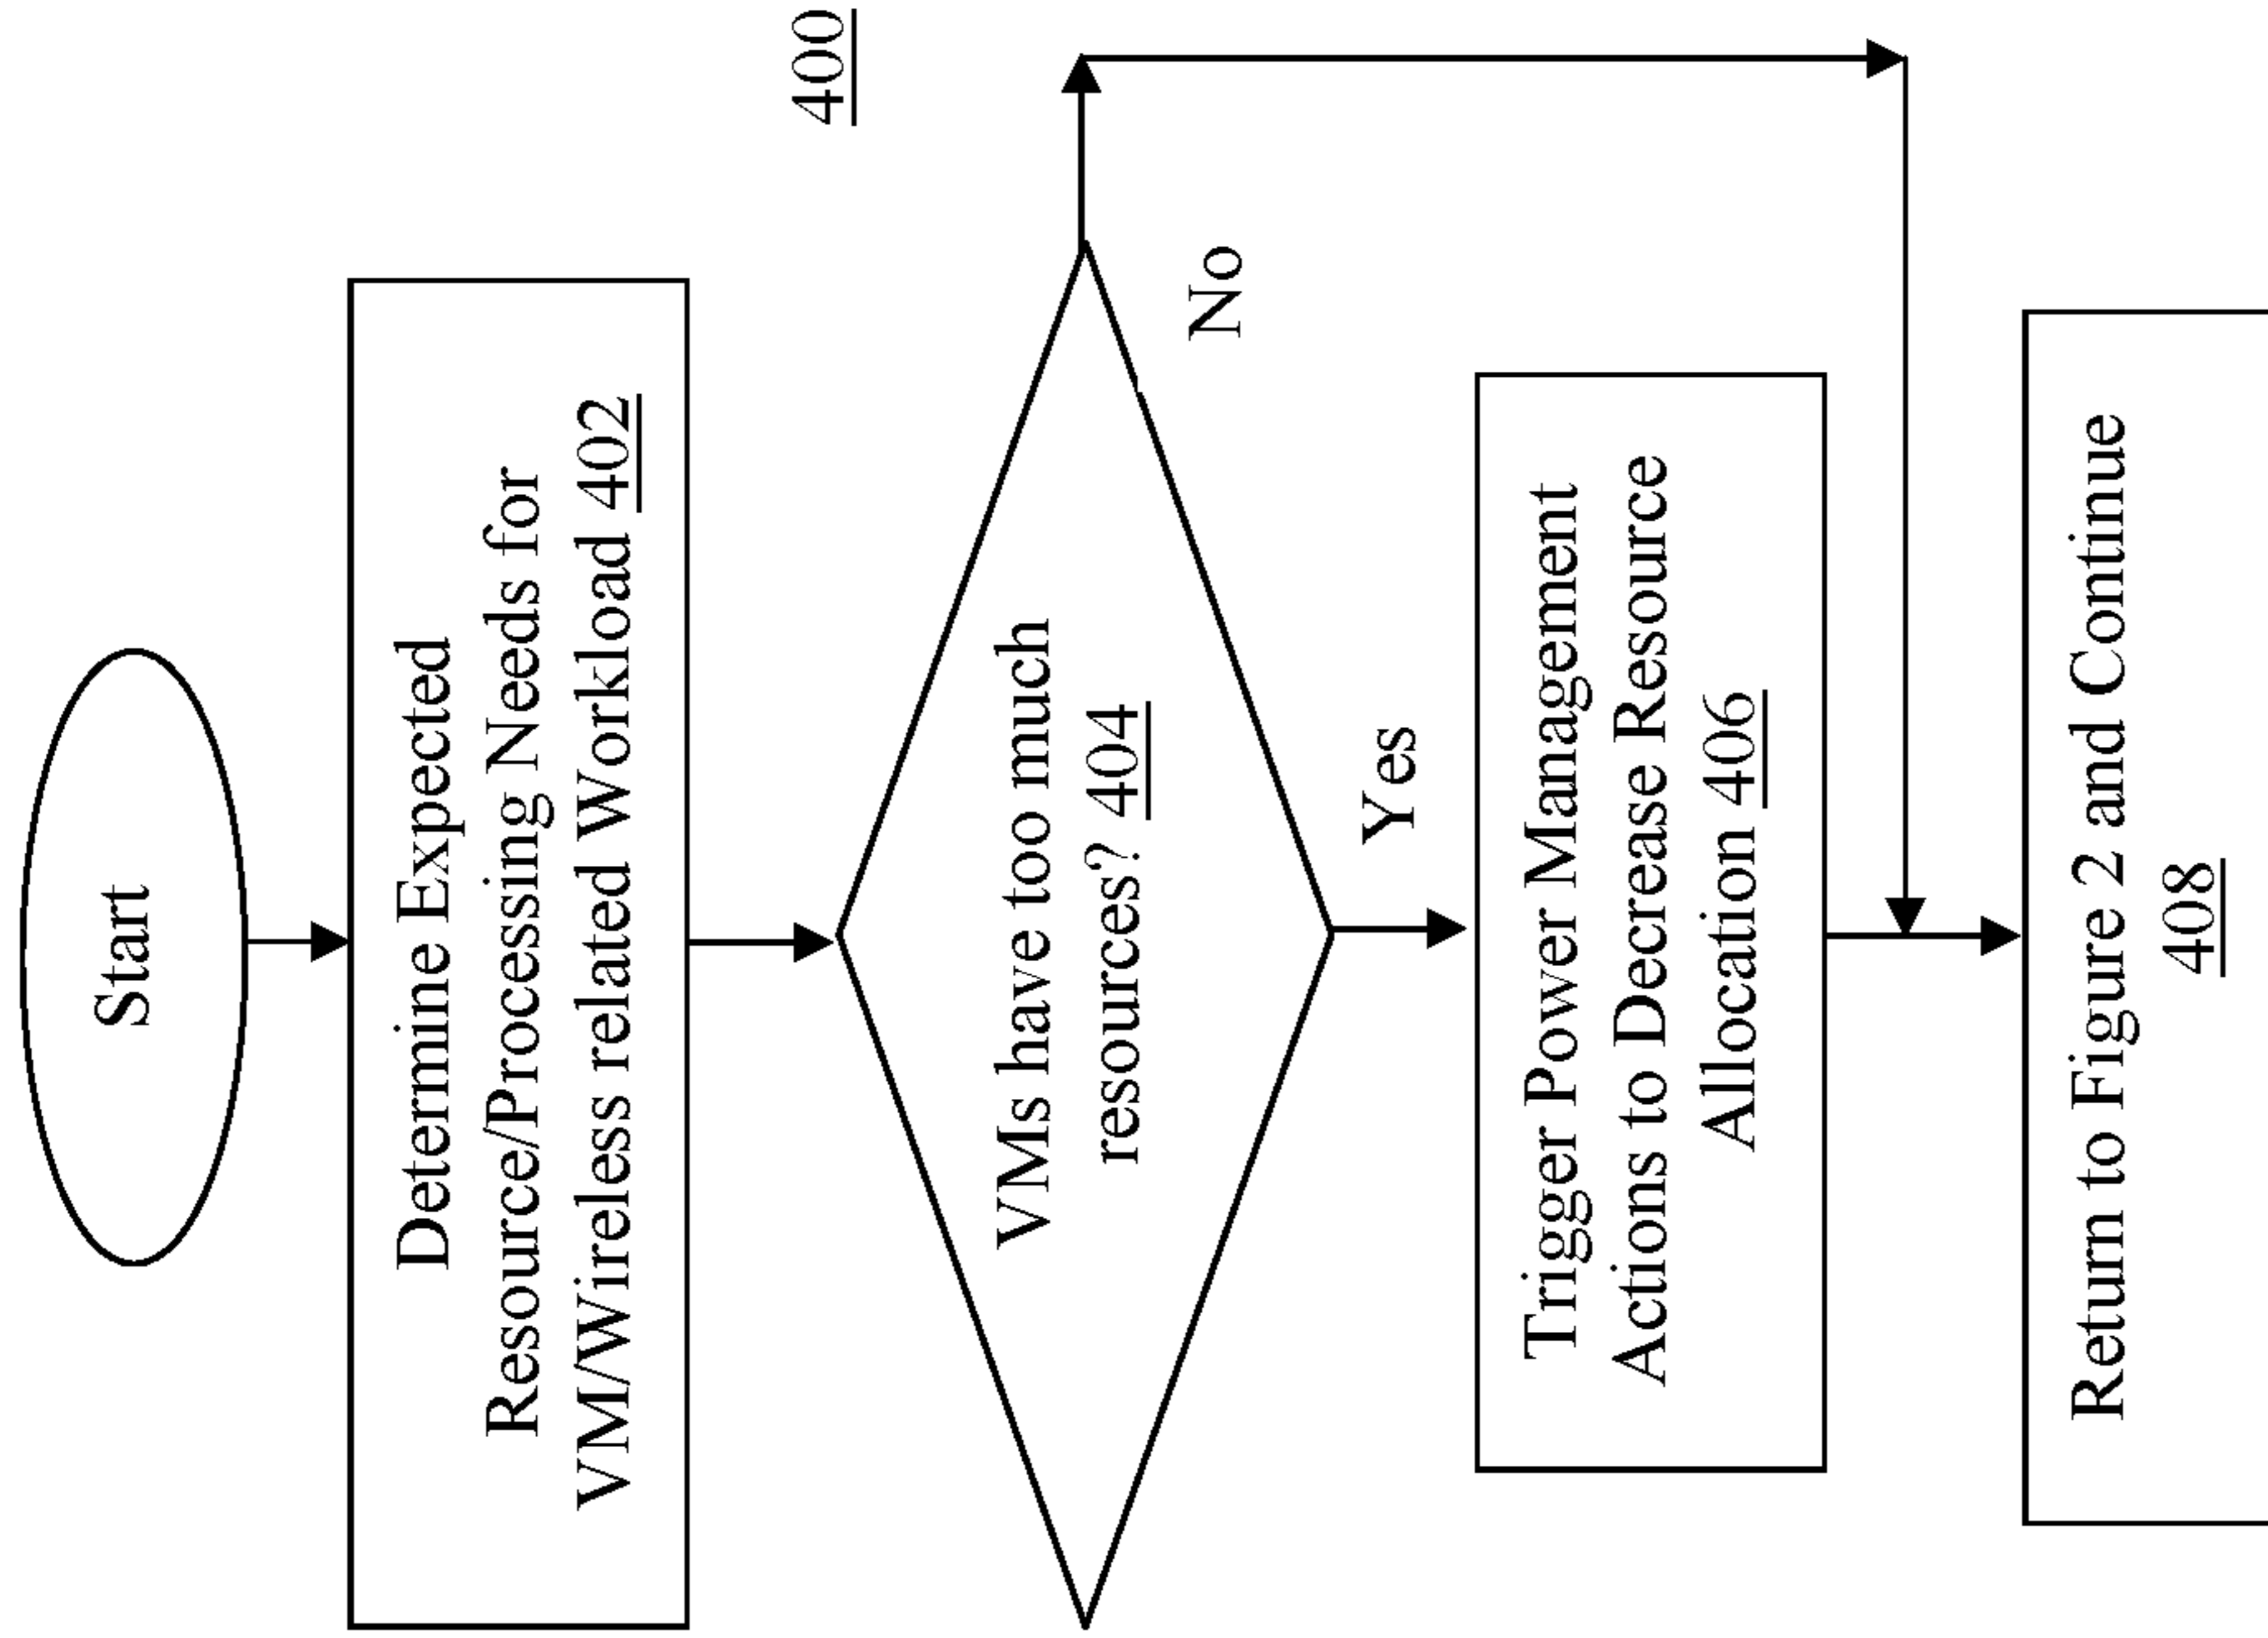 Start
Determine Expected
Resource/Processing Needs for
VM/Wireless related Workload 402
400
VMs have too much
resources? 404
No
Yes
Trigger Power Management
Actions to Decrease Resource
Allocation 406
Return to Figure 2 and Continue
408